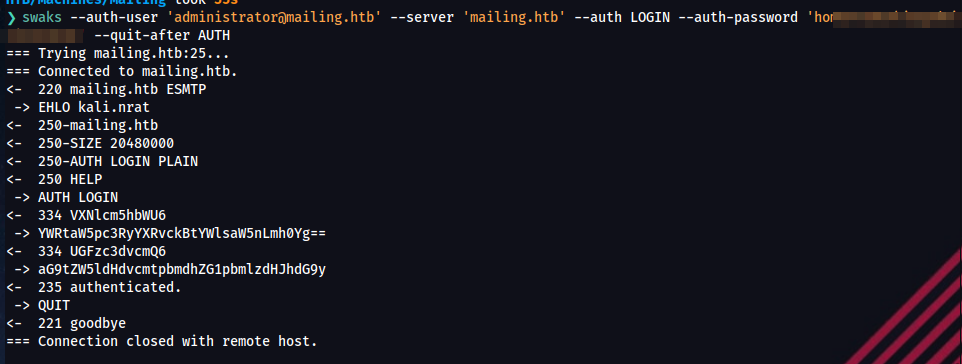 HTB/Machines/Mailing took 53s
❯ swaks --auth-user 'administrator@mailing.htb' --server 'mailing.htb' --auth LOGIN --auth-password 'ho
--quit-after AUTH
=== Trying mailing.htb:25...
=== Connected to mailing.htb.
<-  220 mailing.htb ESMTP
 -> EHLO kali.nrat
<-  250-mailing.htb
<-  250-SIZE 20480000
<-  250-AUTH LOGIN PLAIN
<-  250 HELP
 -> AUTH LOGIN
<-  334 VXNlcm5hbWU6
 -> YWRtaW5pc3RyYXRvckBtYWlsaW5nLmh0Yg==
<-  334 UGFzc3dvcmQ6
 -> aG9tZW5ldHdvcmtpbmdhZG1pbmlzdHJhdG9y
<-  235 authenticated.
 -> QUIT
<-  221 goodbye
=== Connection closed with remote host.